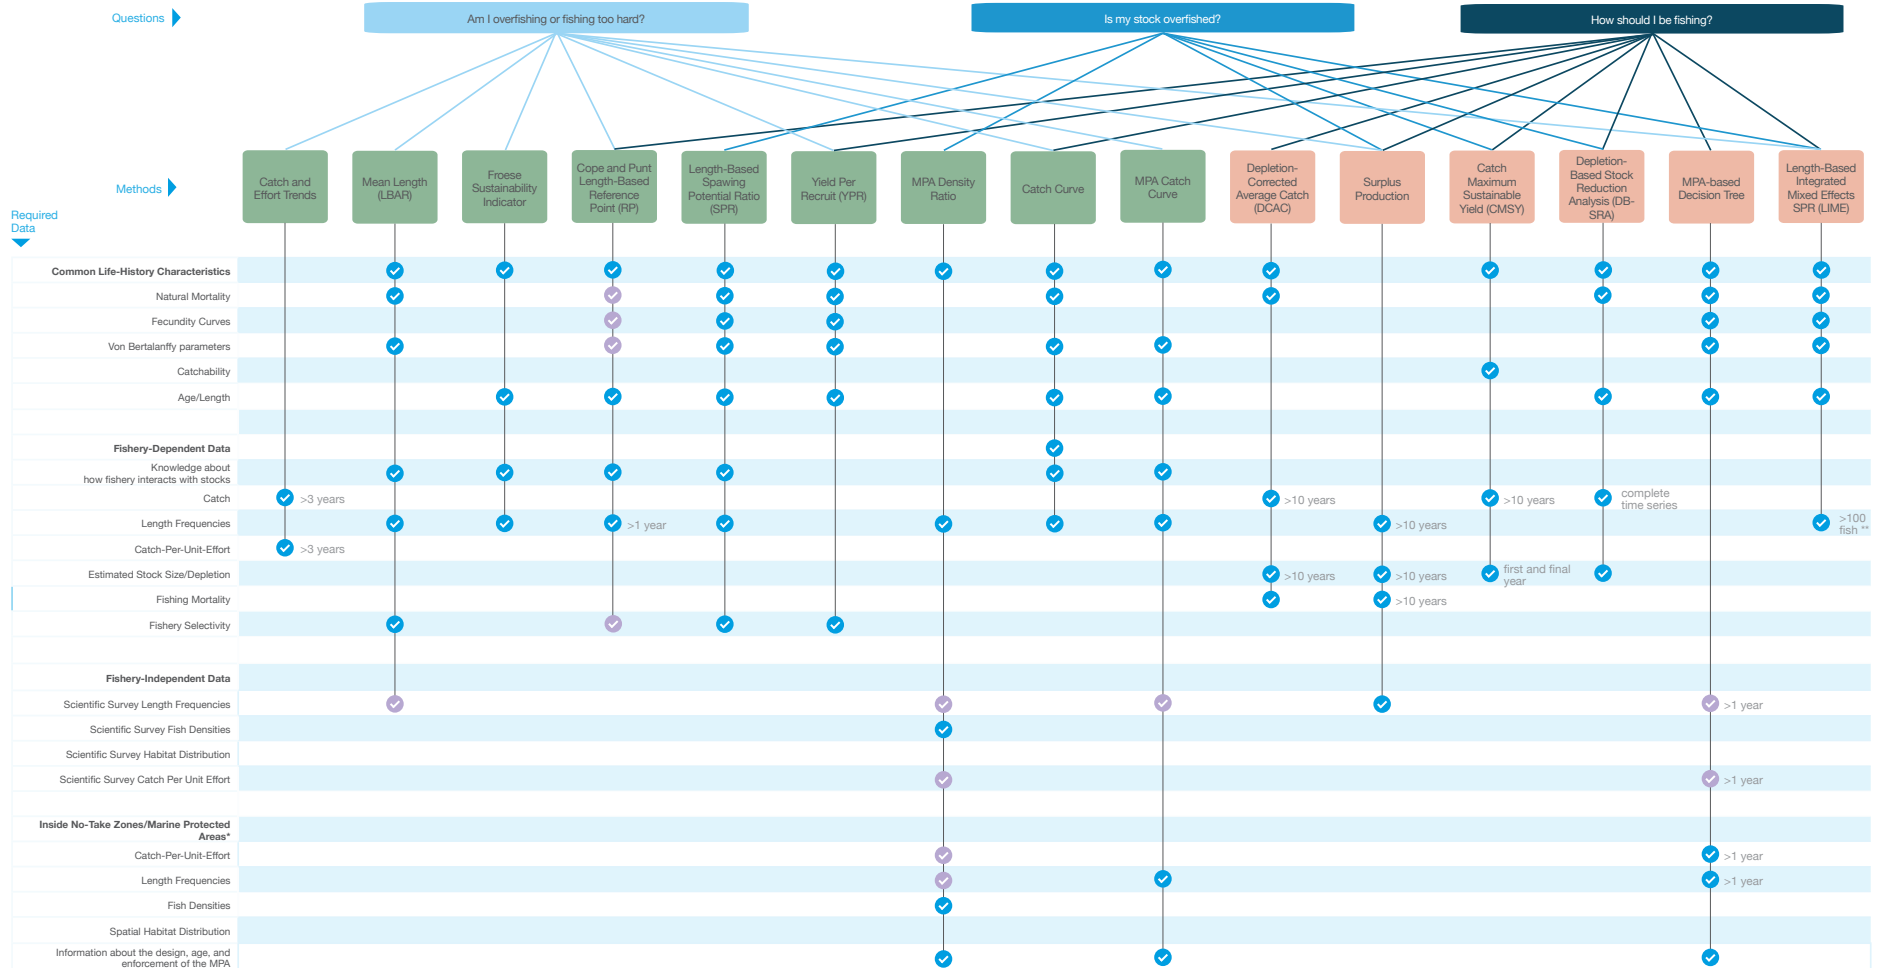 Questions
Am I overfishing or fishing too hard?
Is my stock overfished?
How should I be fishing?
Methods
Catch and
Effort Trends
Mean Length
(LBAR)
Froese
Sustainability
Indicator
Cope and Punt
Length-Based
Reference
Point (RP)
Length-Based
Spawing
Potential Ratio
(SPR)
Yield Per
Recruit (YPR)
MPA Density
Ratio
Catch Curve
MPA Catch
Curve
Depletion-
Corrected
Average Catch
(DCAC)
Surplus
Production
Catch
Maximum
Sustainable
Yield (CMSY)
Depletion-
Based Stock
Reduction
Analysis (DB-
SRA)
MPA-based
Decision Tree
Length-Based
Integrated
Mixed Effects
SPR (LIME)
Required
Data
Common Life-History Characteristics
Natural Mortality
Fecundity Curves
Von Bertalanffy parameters
Catchability
Age/Length
Fishery-Dependent Data
Knowledge about
how fishery interacts with stocks
Catch
>3 years
>10 years
>10 years
complete
time series
Length Frequencies
>1 year
>10 years
>100
fish **
Catch-Per-Unit-Effort
>3 years
Estimated Stock Size/Depletion
>10 years
>10 years
first and final
year
Fishing Mortality
>10 years
Fishery Selectivity
Fishery-Independent Data
Scientific Survey Length Frequencies
>1 year
Scientific Survey Fish Densities
Scientific Survey Habitat Distribution
Scientific Survey Catch Per Unit Effort
>1 year
Inside No-Take Zones/Marine Protected
Areas*
Catch-Per-Unit-Effort
>1 year
Length Frequencies
>1 year
Fish Densities
Spatial Habitat Distribution
Information about the design, age, and
enforcement of the MPA